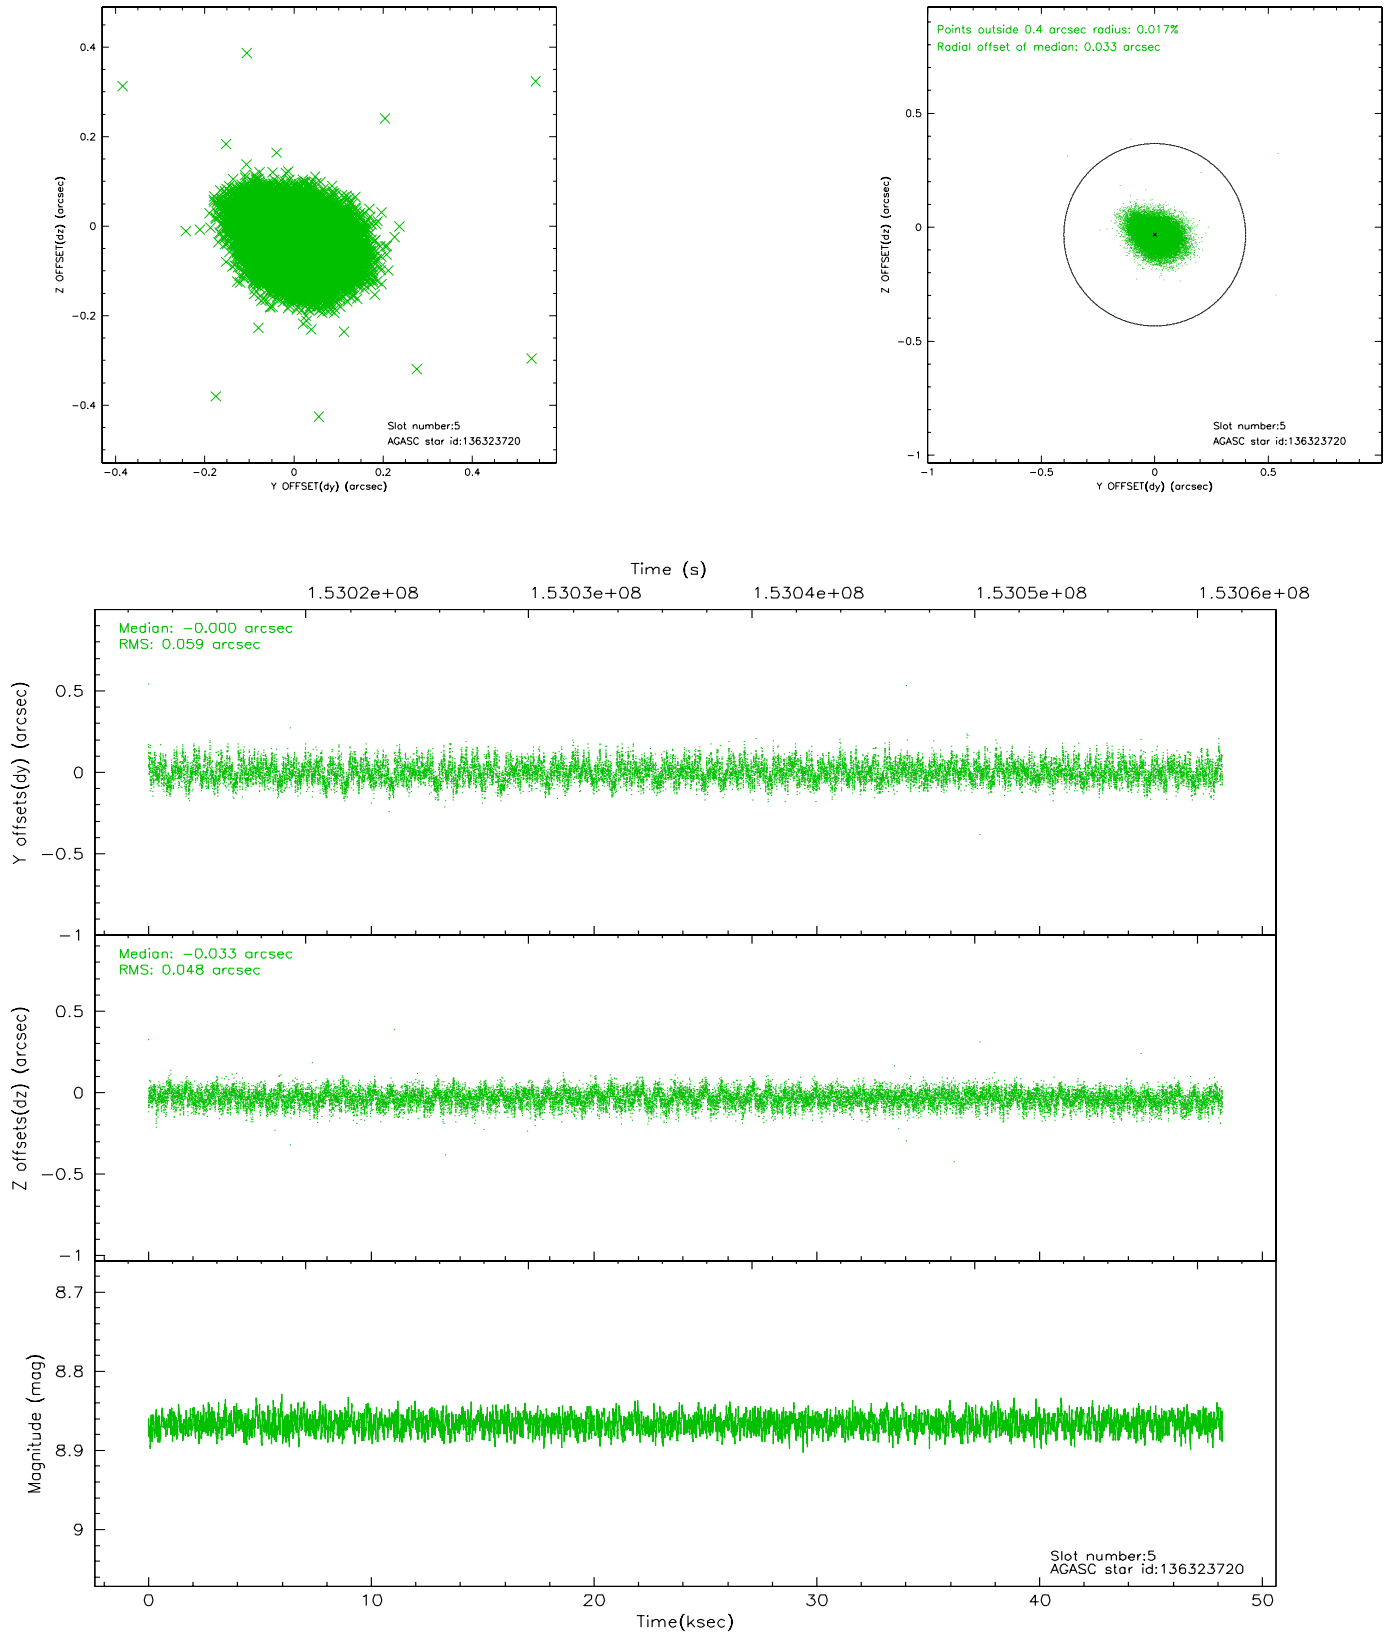 0.4
0.2
0
−0.2
−0.4
Z OFFSET(dz) (arcsec)
Slot number:5
AGASC star id:136323720
−0.4
−0.2
0
0.2
0.4
Y OFFSET(dy) (arcsec)
Points outside 0.4 arcsec radius: 0.017%
Radial offset of median: 0.033 arcsec
0.5
0
−0.5
−1
Z OFFSET(dz) (arcsec)
Slot number:5
AGASC star id:136323720
−1
−0.5
0
0.5
Y OFFSET(dy) (arcsec)
Time (s)
1.5302e+08
1.5303e+08
1.5304e+08
1.5305e+08
1.5306e+08
Median: −0.000 arcsec
RMS: 0.059 arcsec
0.5
0
−0.5
−1
Y offsets(dy) (arcsec)
Median: −0.033 arcsec
RMS: 0.048 arcsec
0.5
0
−0.5
−1
Z offsets(dz) (arcsec)
8.7
8.8
8.9
9
Magnitude (mag)
Slot number:5
AGASC star id:136323720
0
10
20
30
40
50
Time(ksec)